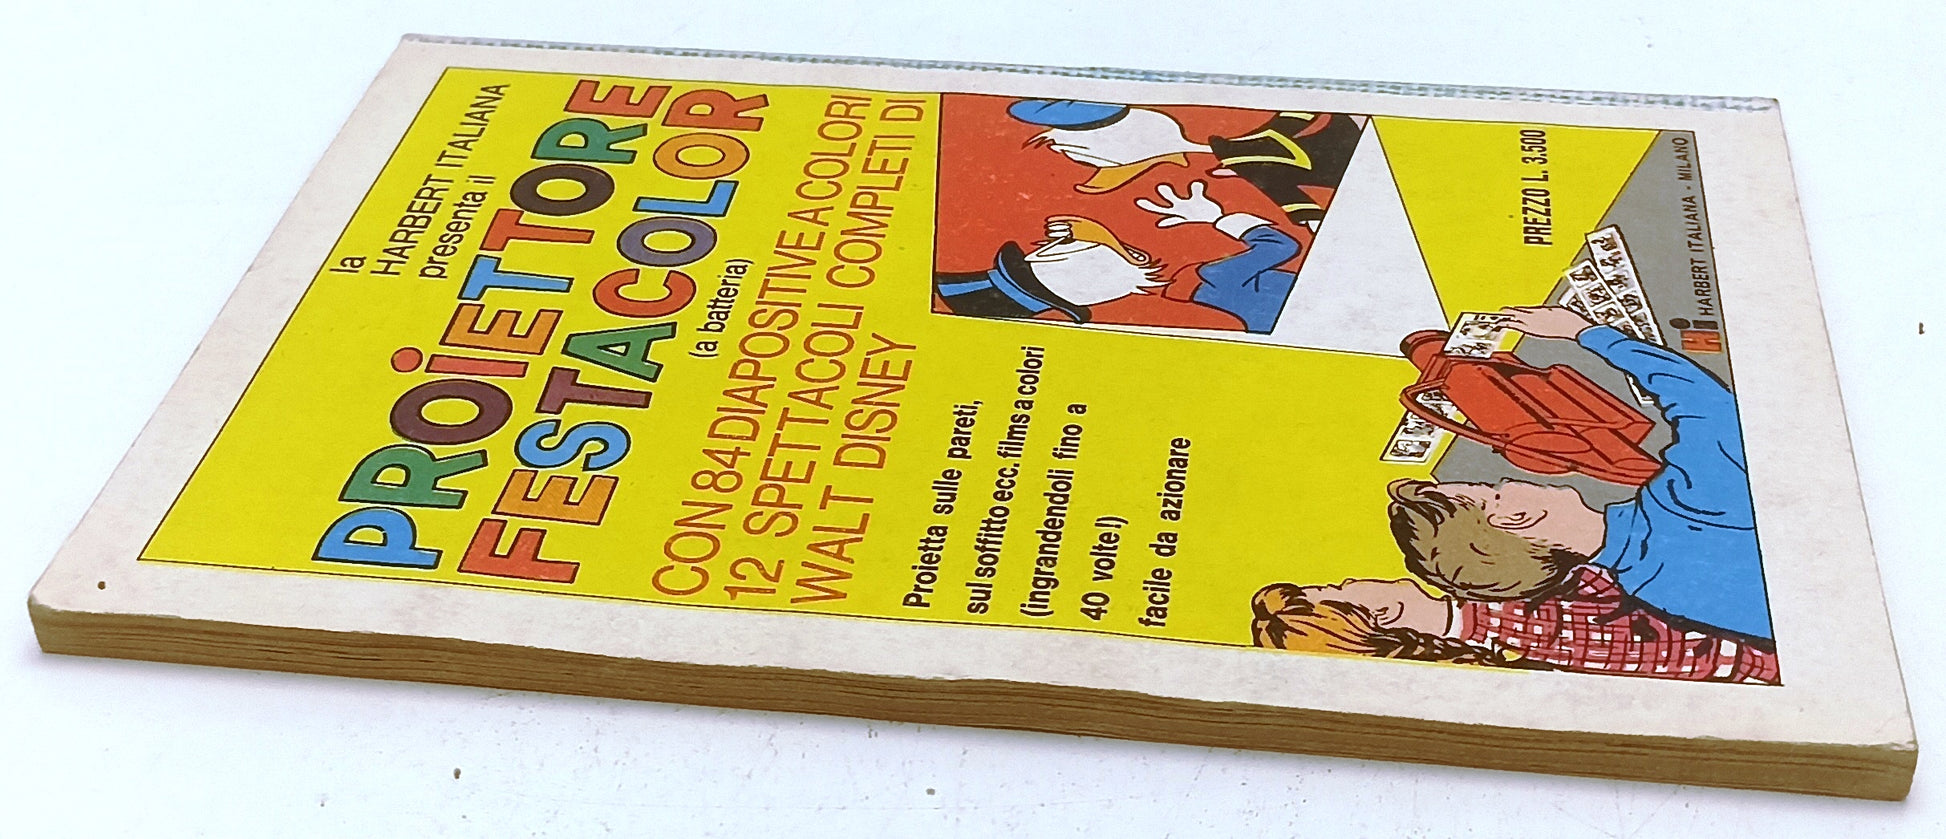 la
HARBERT ITALIANA
presenta il
PROiETTORE
FESTACOLOR
(a batteria)
CON 84 DIAPOSITIVE A COLORI
12 SPETTACOLI COMPLETI DI
WALT DISNEY
Proietta sulle pareti,
sul soffitto ecc. films a colori
(ingrandendoli fino a
40 volte!)
facile da azionare
PREZZO L. 3.500
Hi HARBERT ITALIANA - MILANO